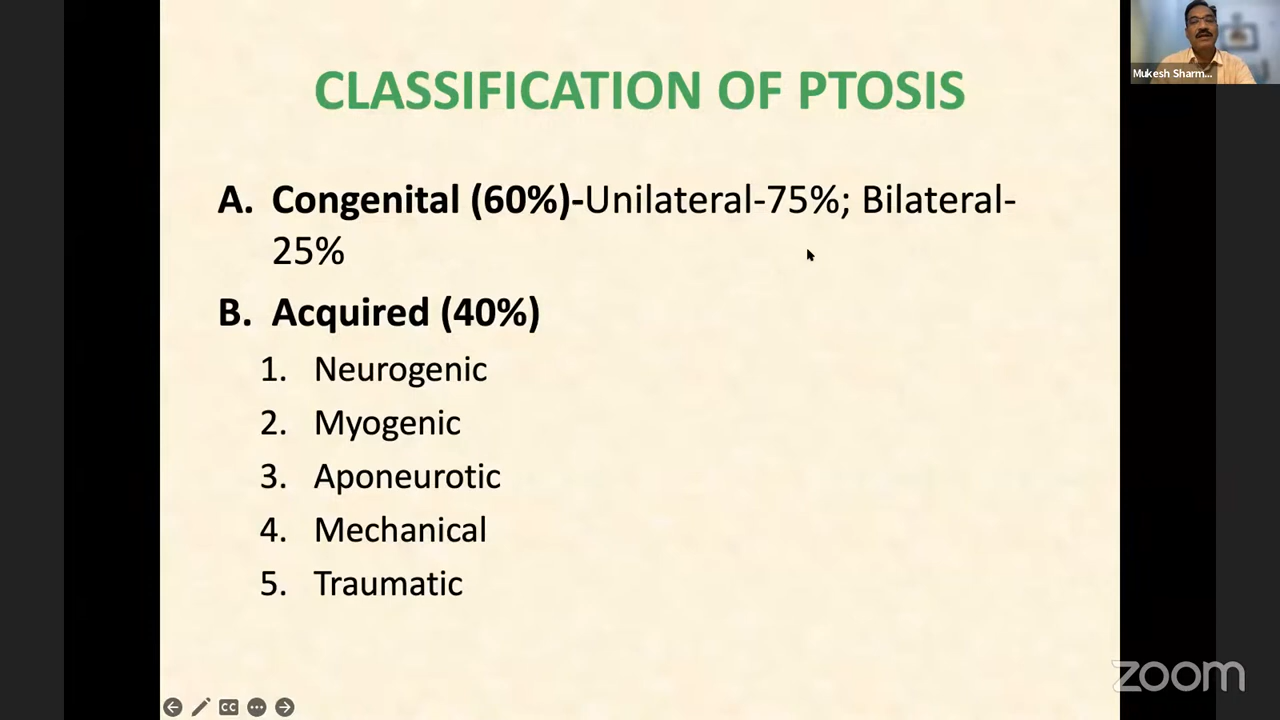 CLASSIFICATION OF PTOSIS
A. Congenital (60%)-Unilateral-75%; Bilateral-
25%
B. Acquired (40%)
1. Neurogenic
2. Myogenic
3. Aponeurotic
4. Mechanical
5. Traumatic
Mukesh Sharm...
CC
zoom